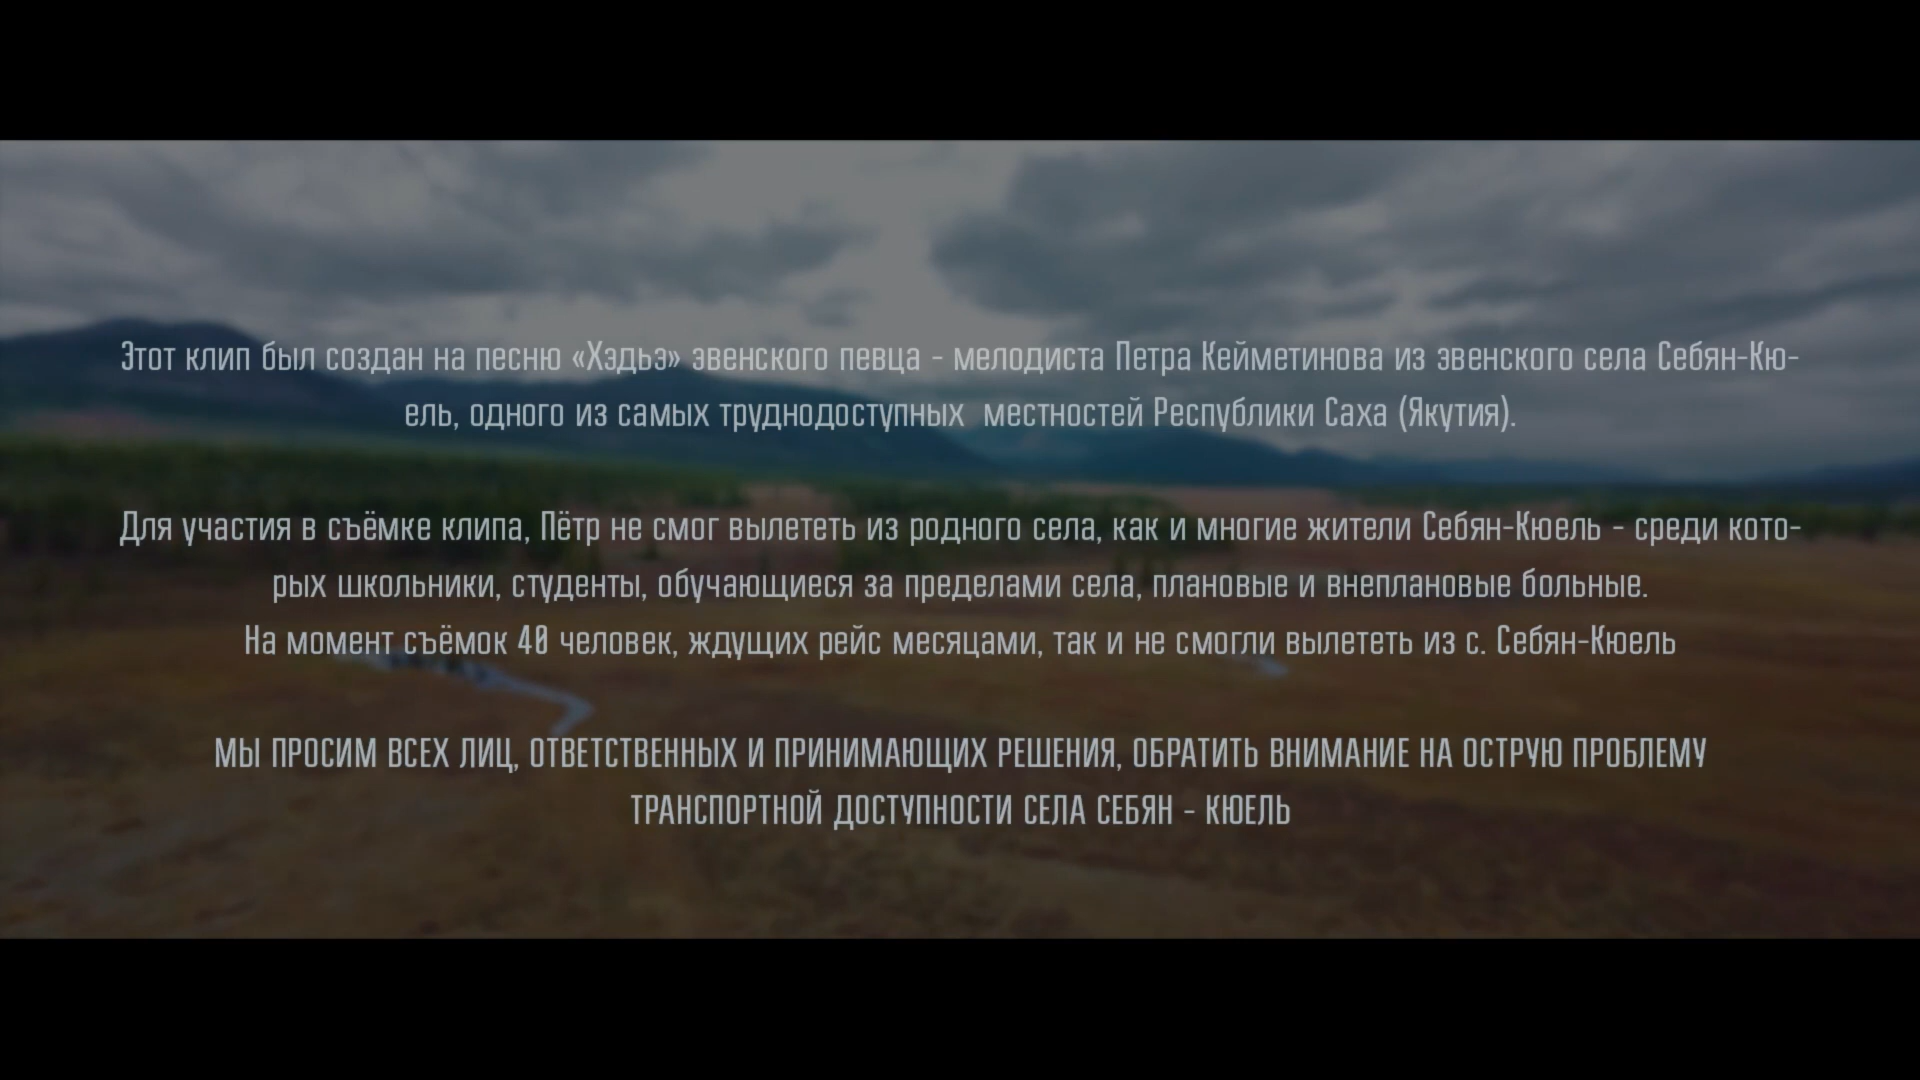 Этот клип был создан на песню «Хэдьэ» эвенского певца - мелодиста Петра Кейметинова из эвенского села Себян-Кю-
ель, одного из самых труднодоступных местностей Республики Саха (Якутия).
Для участия в съёмке клипа, Пётр не смог вылететь из родного села, как и многие жители Себян-Кюель - среди кото-
рых школьники, студенты, обучающиеся за пределами села, плановые и внеплановые больные.
На момент съёмок 40 человек, ждущих рейс месяцами, так и не смогли вылететь из с. Себян-Кюель
МЫ ПРОСИМ ВСЕХ ЛИЦ, ОТВЕТСТВЕННЫХ И ПРИНИМАЮЩИХ РЕШЕНИЯ, ОБРАТИТЬ ВНИМАНИЕ НА ОСТРУЮ ПРОБЛЕМУ
ТРАНСПОРТНОЙ ДОСТУПНОСТИ СЕЛА СЕБЯН - КЮЕЛЬ